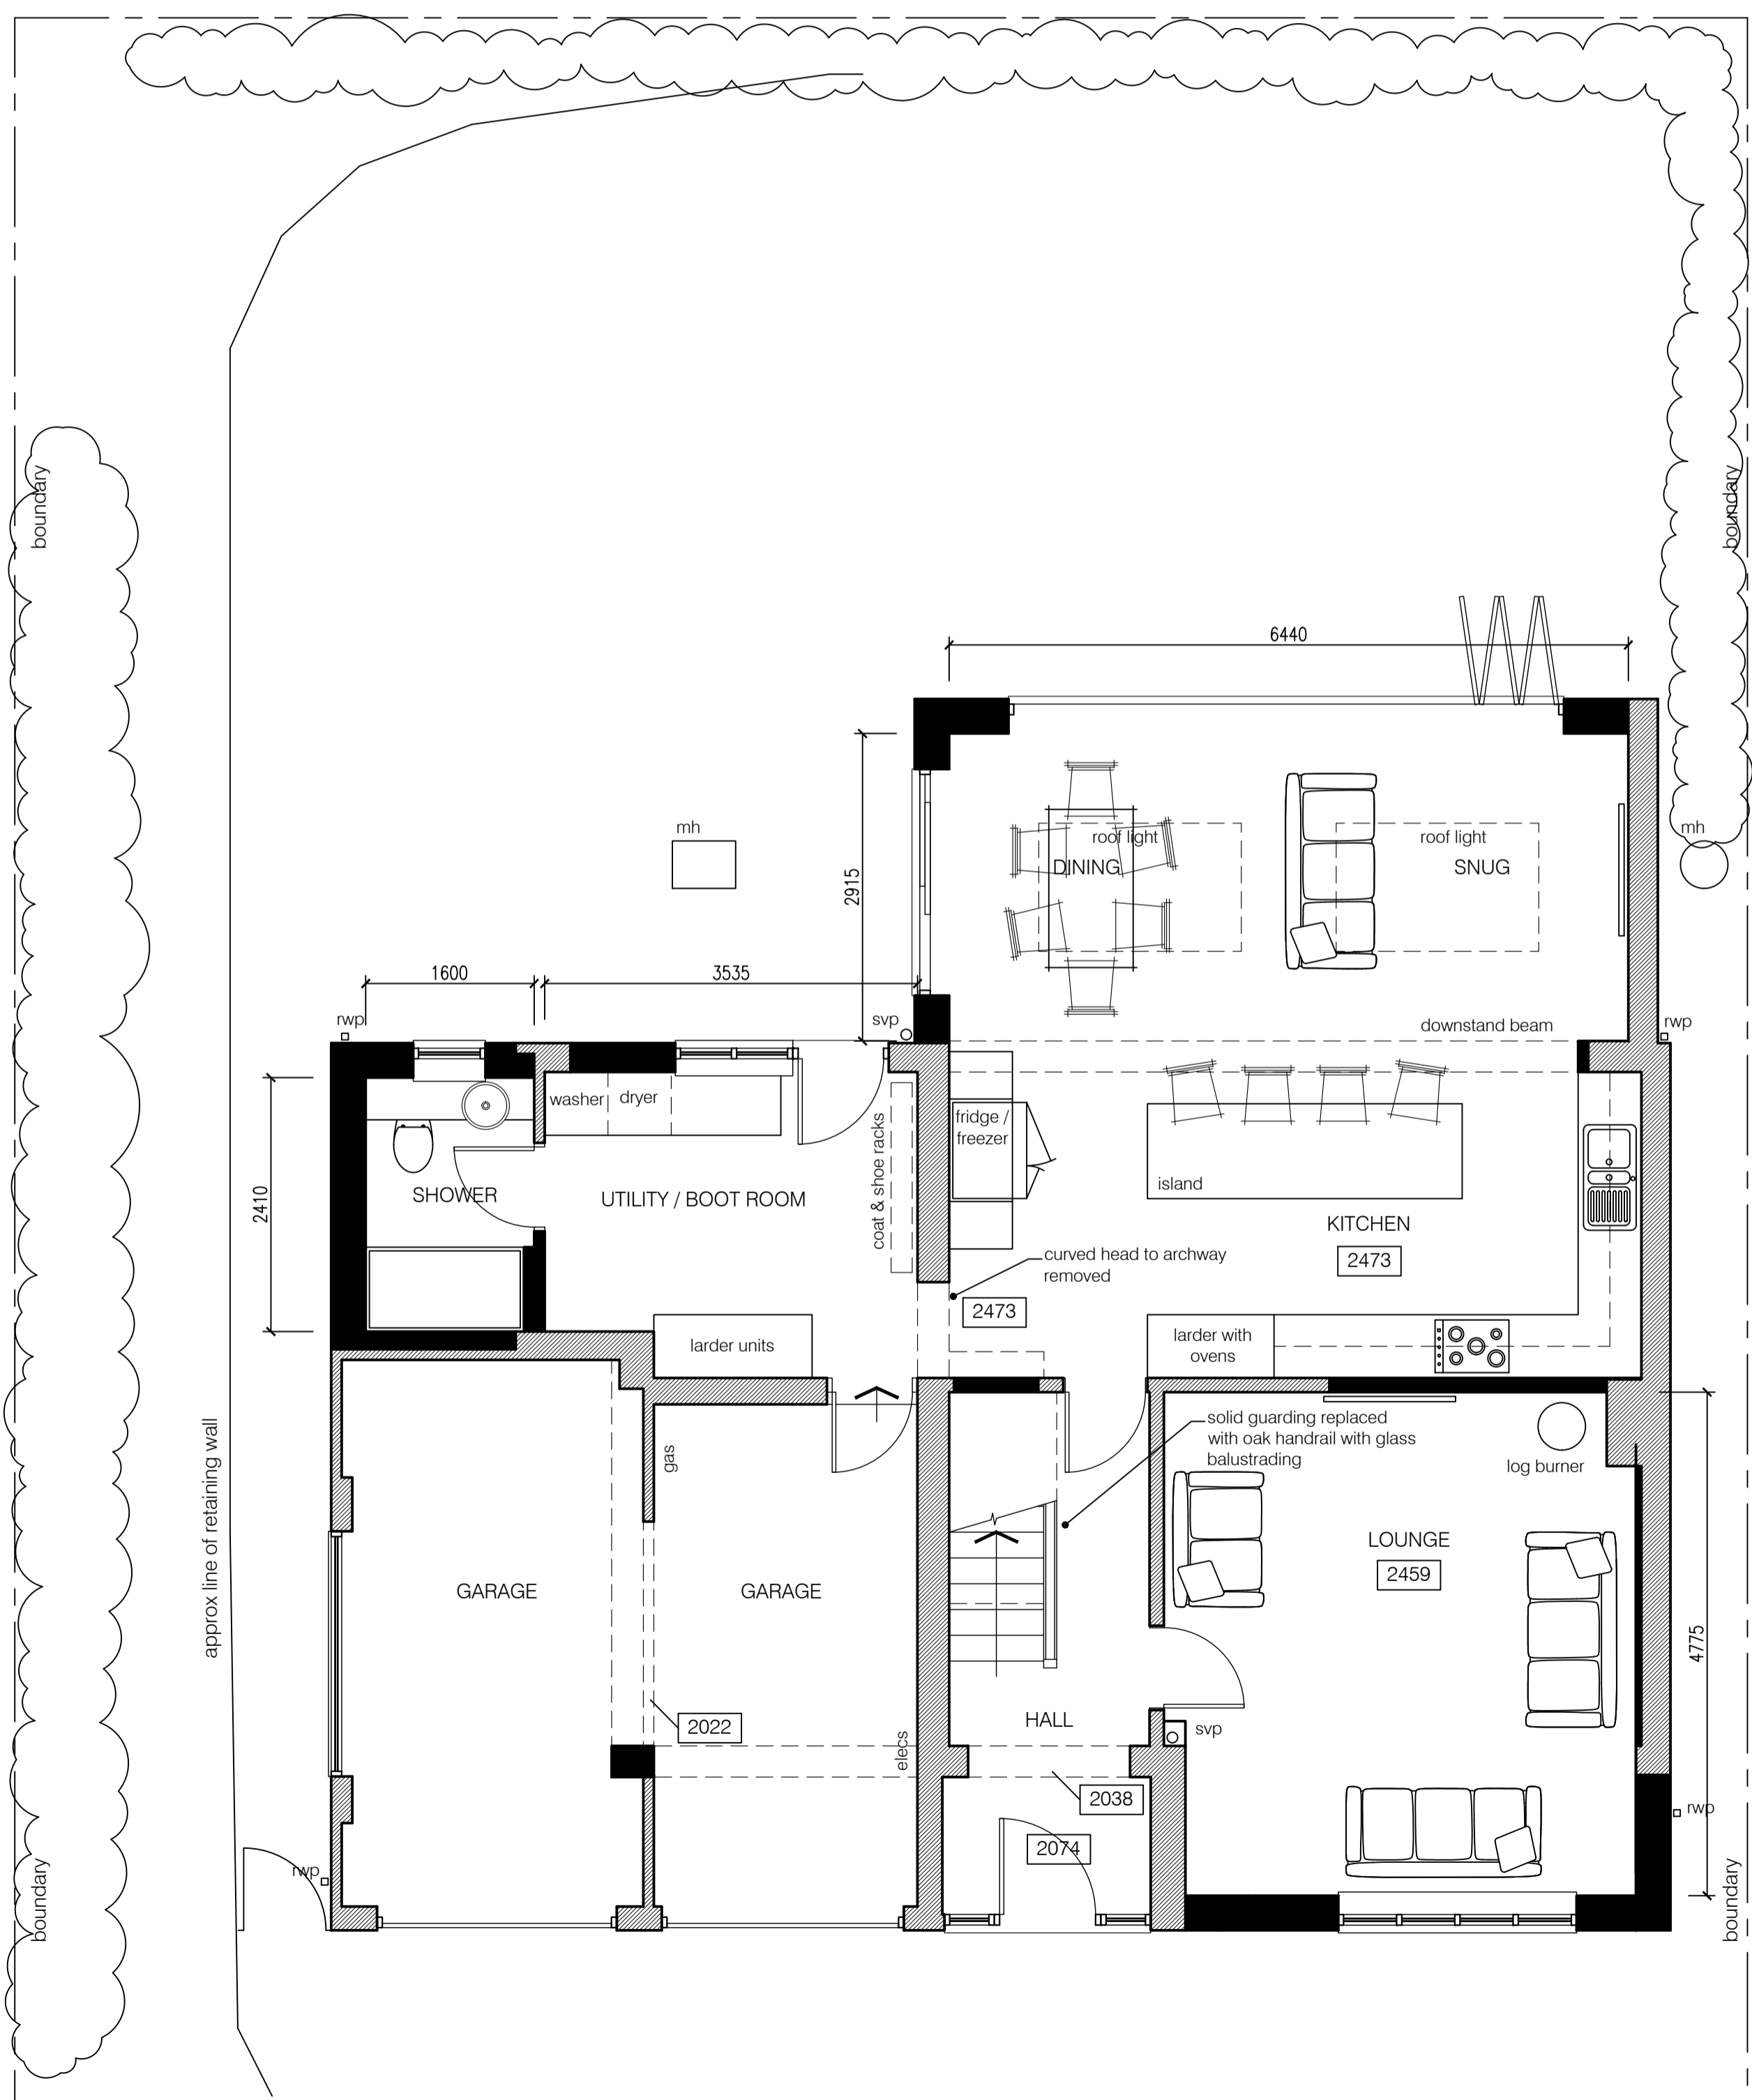 boundary
boundary
6440
mh
roof light
DINING
roof light
SNUG
mh
2915
1600
3535
rwp
svp
downstand beam
rwp
washer
dryer
coat & shoe racks
fridge /
freezer
2410
SHOWER
UTILITY / BOOT ROOM
island
KITCHEN
2473
curved head to archway
removed
2473
larder units
larder with
ovens
approx line of retaining wall
gas
solid guarding replaced
with oak handrail with glass
balustrading
log burner
LOUNGE
2459
GARAGE
GARAGE
4775
2022
elecs
HALL
svp
2038
2074
rwp
rwp
boundary
boundary